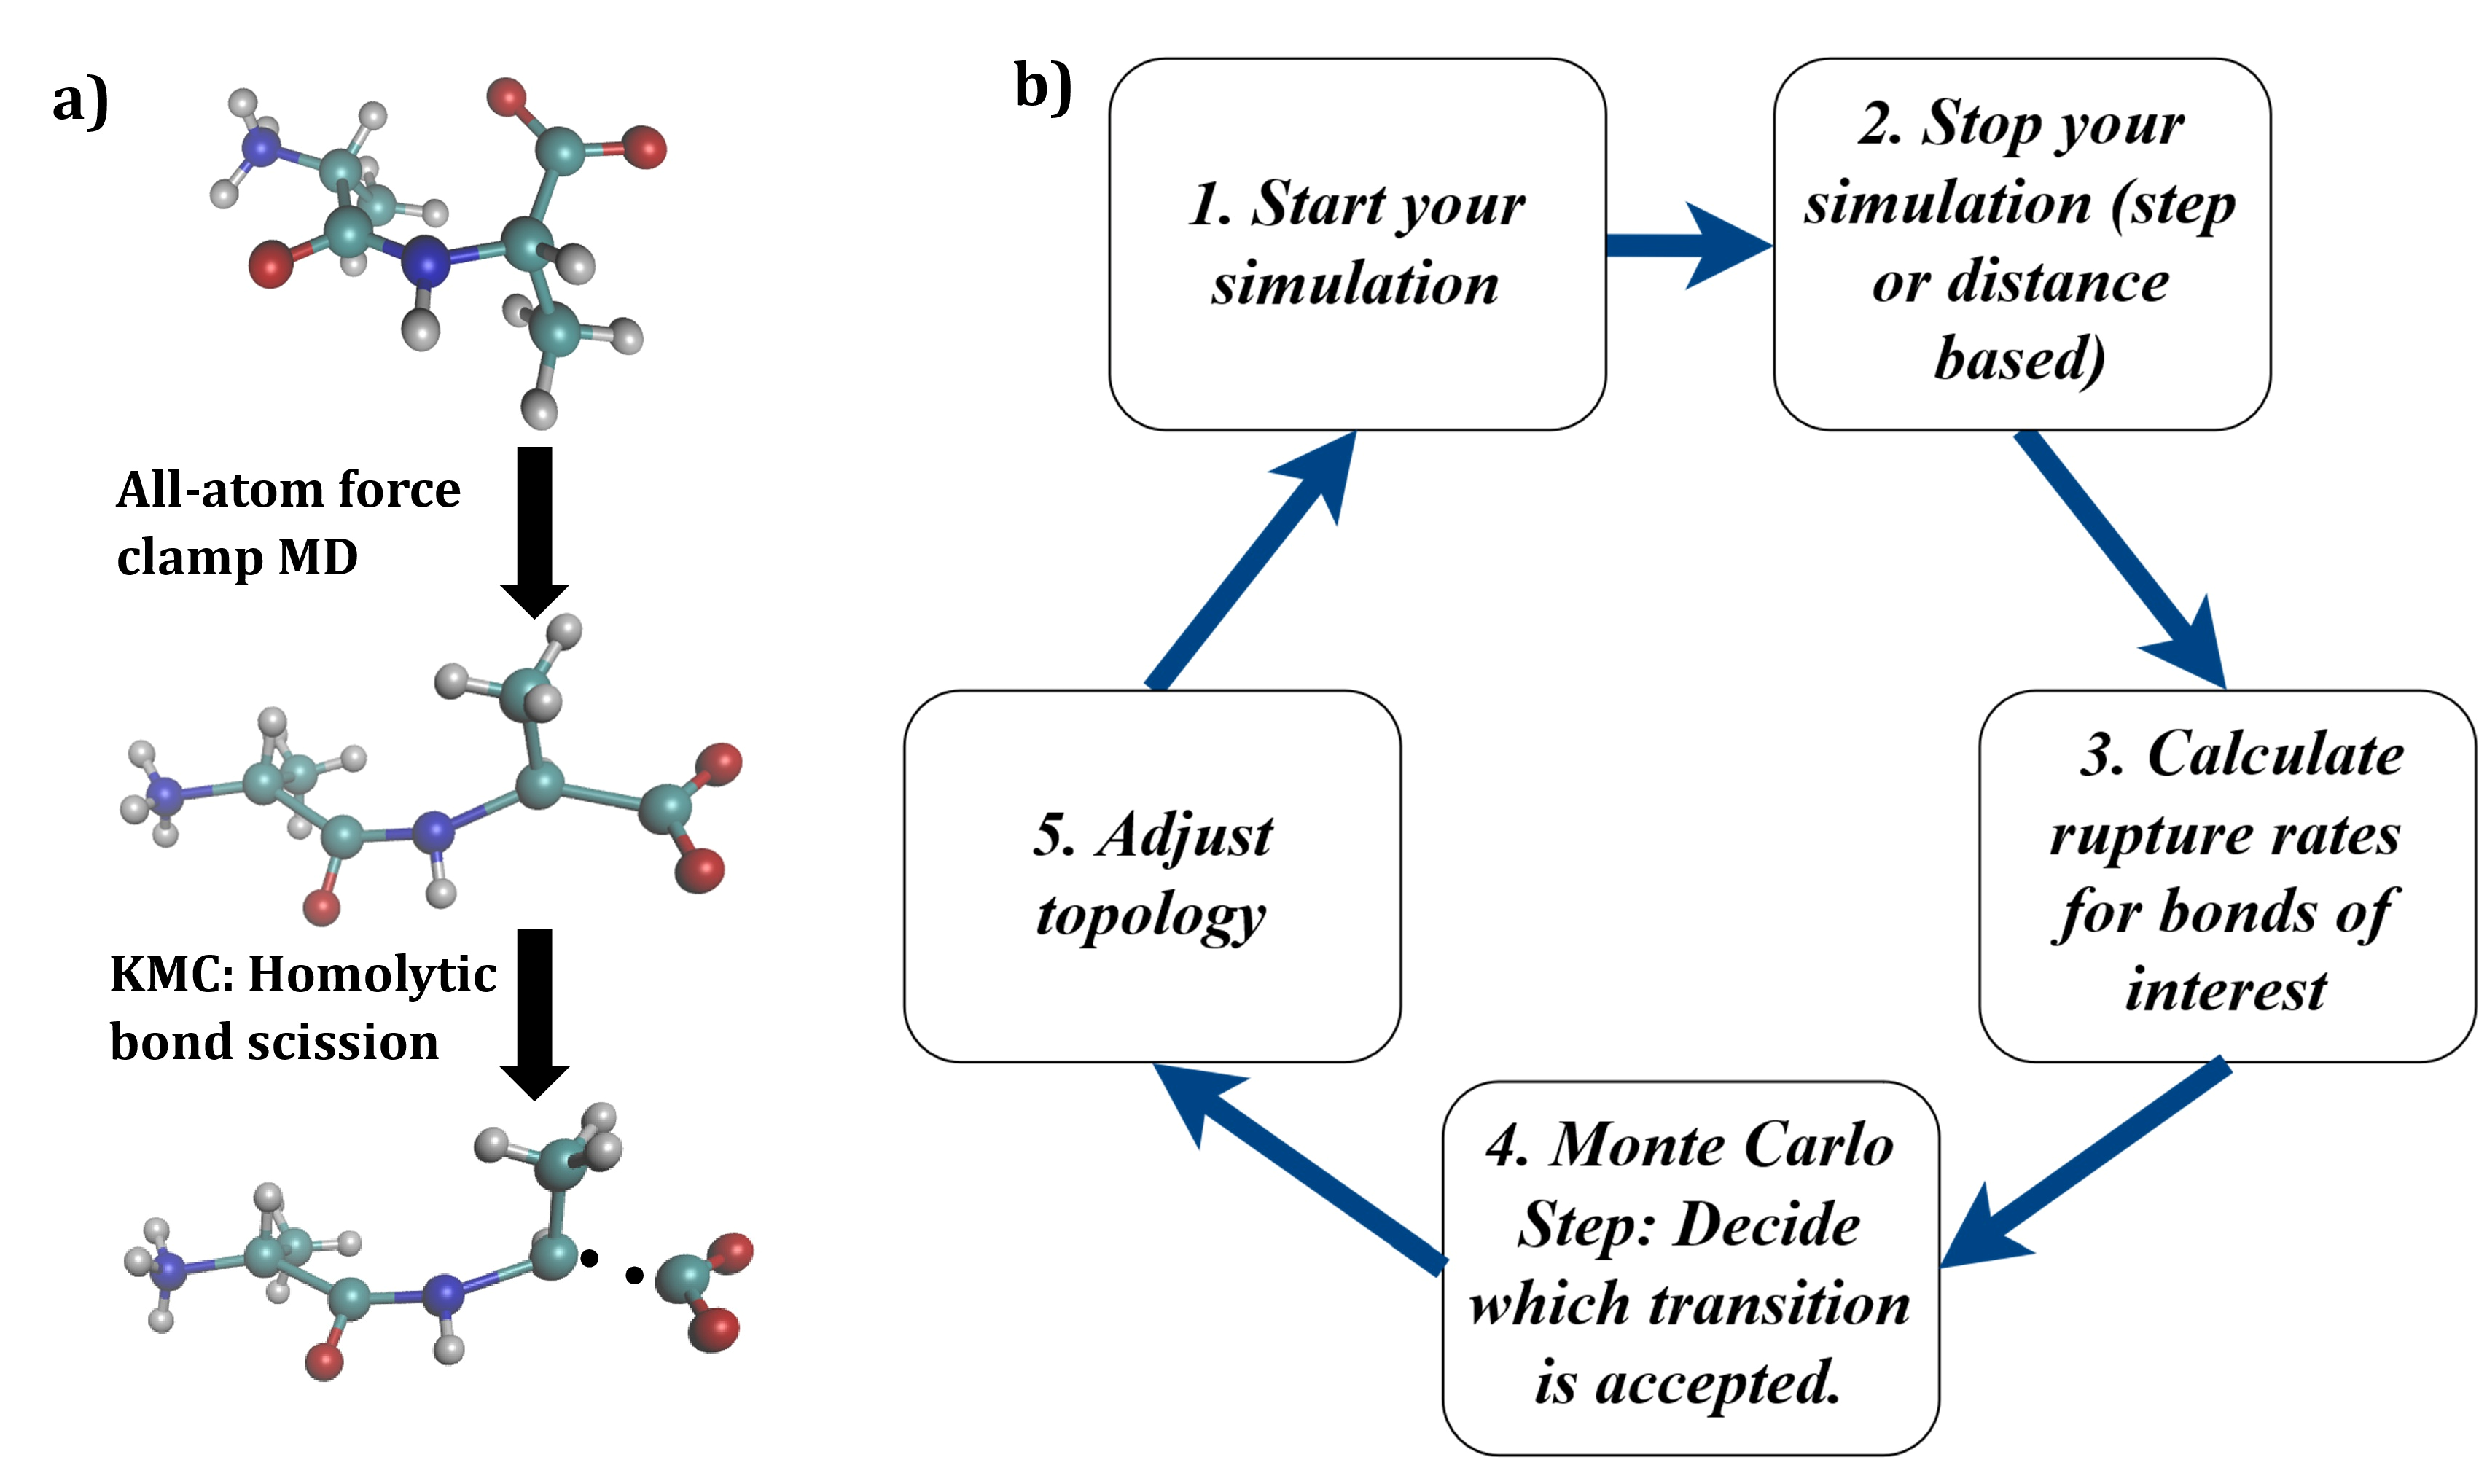 a)
All-atom force
clamp MD
KMC: Homolytic
bond scission
b)
1. Start your
simulation
2. Stop your
simulation (step
or distance
based)
3. Calculate
rupture rates
for bonds of
interest
4. Monte Carlo
Step: Decide
which transition
is accepted.
5. Adjust
topology